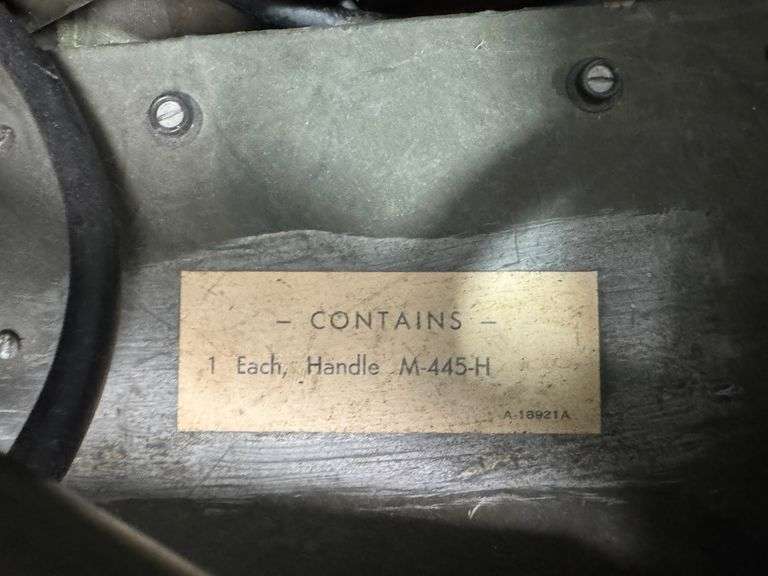 - CONTAINS -
1 Each, Handle M-445-H
A-18921A